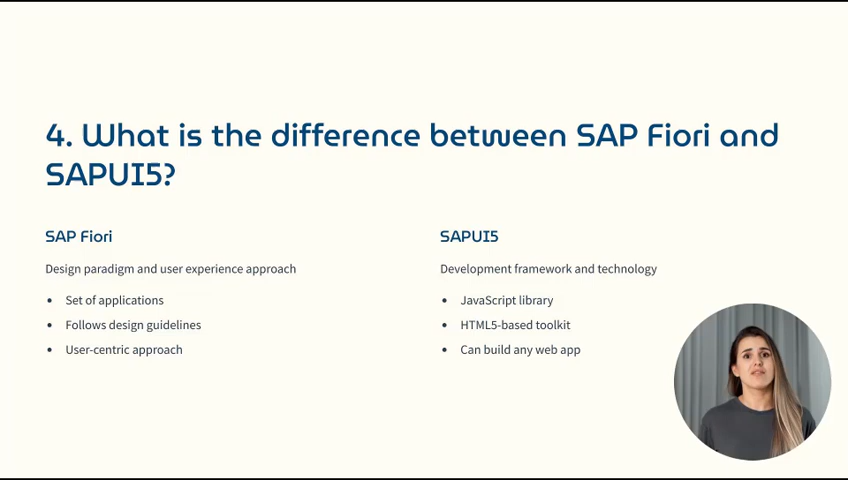 4. What is the difference between SAP Fiori and
SAPUI5?
SAP Fiori
Design paradigm and user experience approach
• Set of applications
• Follows design guidelines
• User-centric approach
SAPUI5
Development framework and technology
• JavaScript library
• HTML5-based toolkit
• Can build any web app